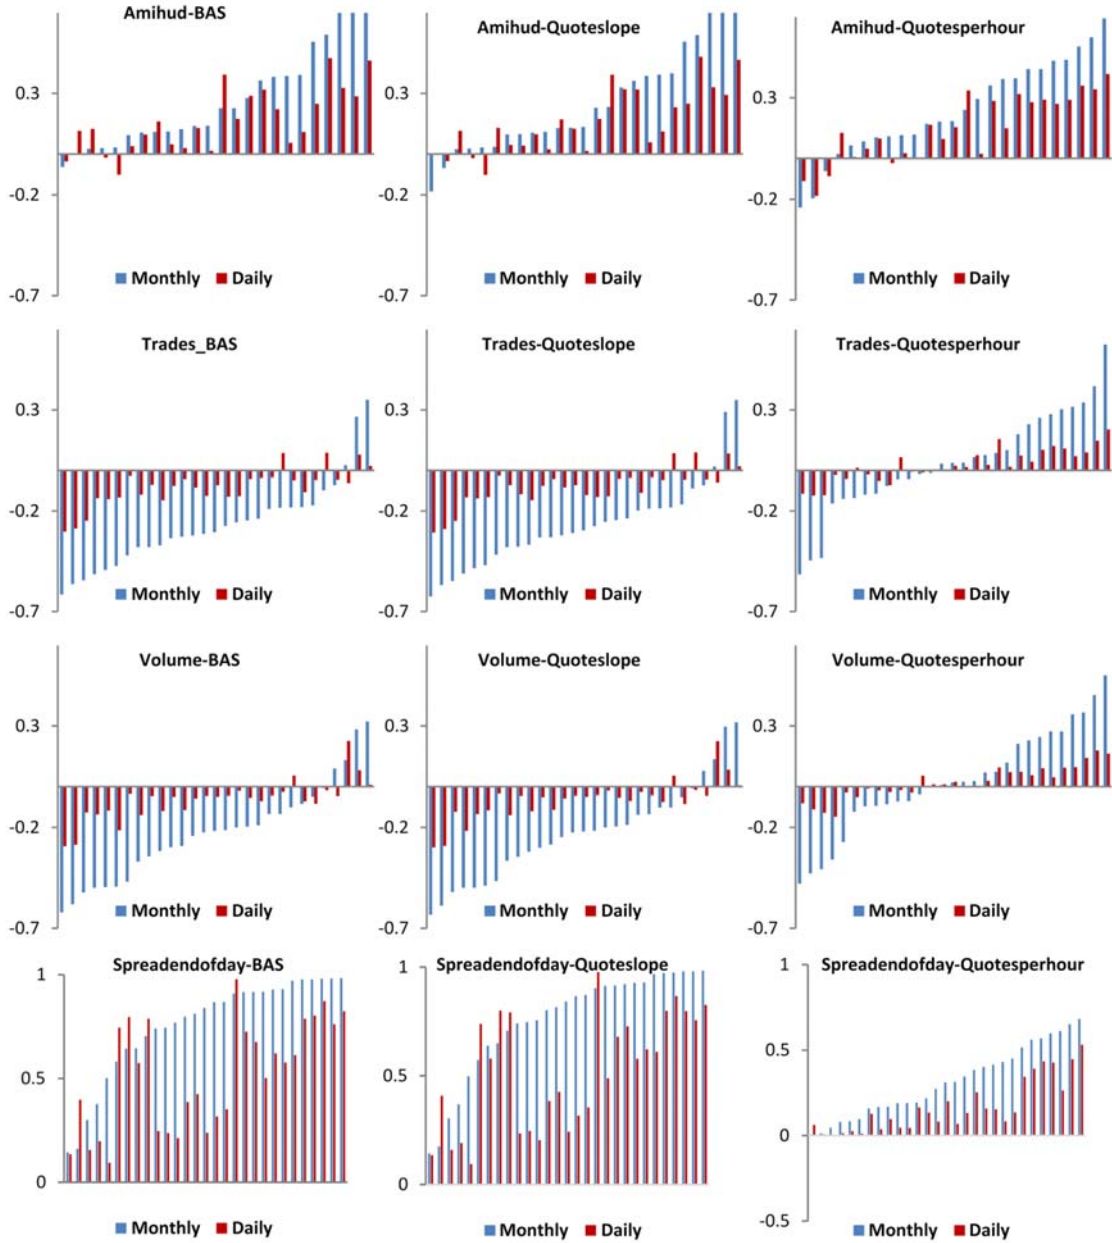 Amihud-BAS
0.3
-0.2
-0.7
Monthly Daily
Amihud-Quoteslope
0.3
-0.2
-0.7
Monthly Daily
Amihud-Quotesperhour
0.3
-0.2
-0.7
Monthly Daily
Trades_BAS
0.3
-0.2
-0.7
Monthly Daily
Trades-Quoteslope
0.3
-0.2
-0.7
Monthly Daily
Trades-Quotesperhour
0.3
-0.2
-0.7
Monthly Daily
Volume-BAS
0.3
-0.2
-0.7
Monthly Daily
Volume-Quoteslope
0.3
-0.2
-0.7
Monthly Daily
Volume-Quotesperhour
0.3
-0.2
-0.7
Monthly Daily
Spreadendofday-BAS
1
0.5
0
Monthly Daily
Spreadendofday-Quoteslope
1
0.5
0
Monthly Daily
Spreadendofday-Quotesperhour
1
0.5
0
-0.5
Monthly Daily